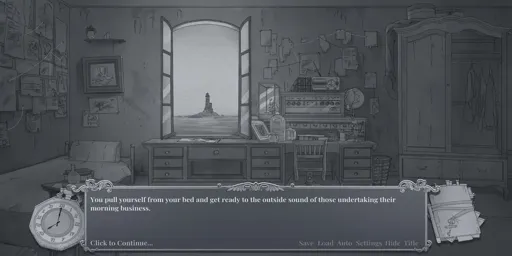 You pull yourself from your bed and get ready to the outside sound of those undertaking their
morning business.
Click to Continue...
Save Load Auto Settings Hide Title